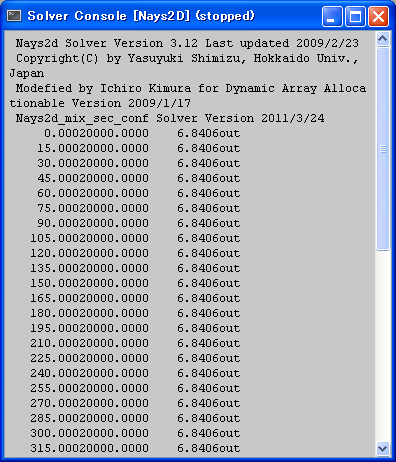 Solver Console [Nays2D] (stopped)
Nays2d Solver Version 3.12 Last updated 2009/2/23
Copyright(C) by Yasuyuki Shimizu, Hokkaido Univ.,
Japan
Modefied by Ichiro Kimura for Dynamic Array Alloca
tionable Version 2009/1/17
Nays2d_mix_sec_conf Solver Version 2011/3/24
0.00020000.0000    6.8406out
15.00020000.0000    6.8406out
30.00020000.0000    6.8406out
45.00020000.0000    6.8406out
60.00020000.0000    6.8406out
75.00020000.0000    6.8406out
90.00020000.0000    6.8406out
105.00020000.0000    6.8406out
120.00020000.0000    6.8406out
135.00020000.0000    6.8406out
150.00020000.0000    6.8406out
165.00020000.0000    6.8406out
180.00020000.0000    6.8406out
195.00020000.0000    6.8406out
210.00020000.0000    6.8406out
225.00020000.0000    6.8406out
240.00020000.0000    6.8406out
255.00020000.0000    6.8406out
270.00020000.0000    6.8406out
285.00020000.0000    6.8406out
300.00020000.0000    6.8406out
315.00020000.0000    6.8406out